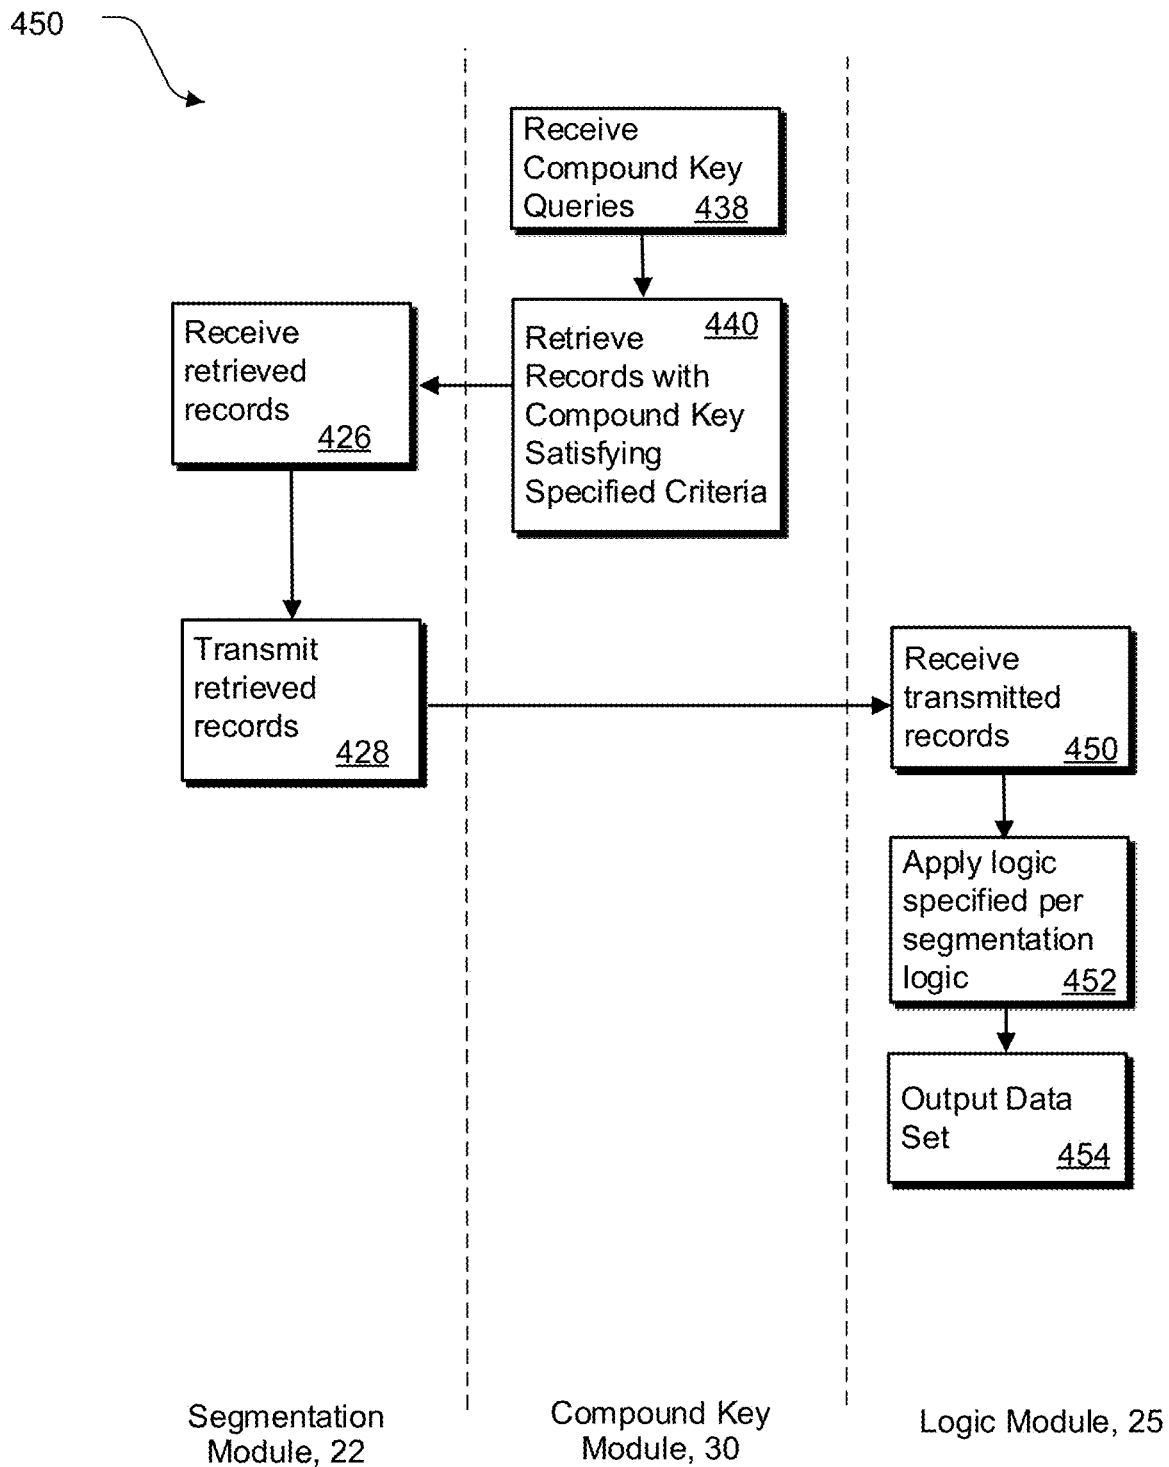 450
Receive
Compound Key
Queries 438
440
Retrieve
Records with
Compound Key
Satisfying
Specified Criteria
Receive
retrieved
records
426
Transmit
retrieved
records
428
Receive
transmitted
records
450
Apply logic
specified per
segmentation
logic 452
Output Data
Set
454
Segmentation
Module, 22
Compound Key
Module, 30
Logic Module, 25